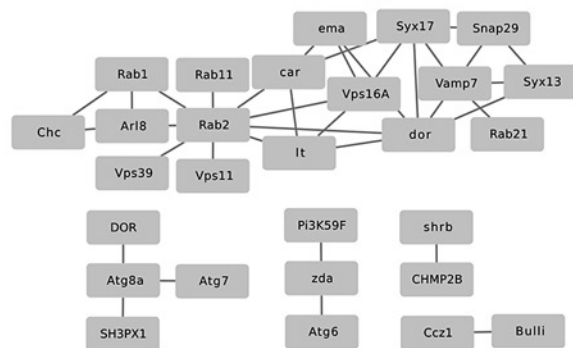 ema
Syx17
Snap29
Rab1
Rab11
car
Vps16A
Vamp7
Syx13
Chc
Arl8
Rab2
lt
dor
Rab21
Vps39
Vps11
DOR
Atg8a
Atg7
SH3PX1
Pi3K59F
zda
Atg6
shrb
CHMP2B
Ccz1
Bulli